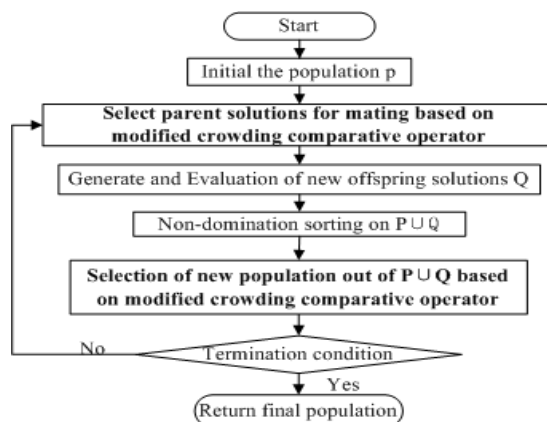 Start
Initial the population p
Select parent solutions for mating based on
modified crowding comparative operator
Generate and Evaluation of new offspring solutions Q
Non-domination sorting on P∪Q
Selection of new population out of P∪Q based
on modified crowding comparative operator
No
Termination condition
Yes
Return final population